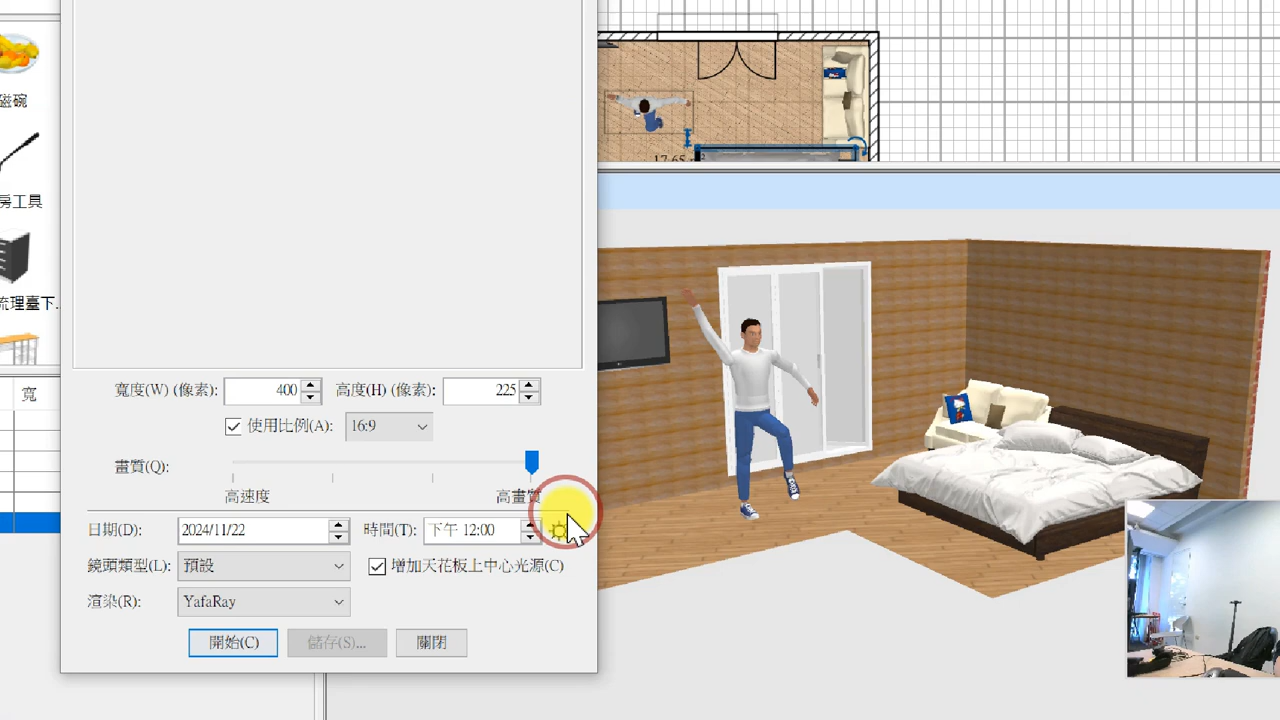 磁碗
房工具
流理臺下...
寬
17.65
寬度(W) (像素): 400 高度(H) (像素): 225
使用比例(A): 16:9
畫質(Q):
高速度 高畫質
日期(D): 2024/11/22 時間(T): 下午 12:00
鏡頭類型(L): 預設 增加天花板上中心光源(C)
渲染(R): YafaRay
開始(C) 儲存(S)... 關閉